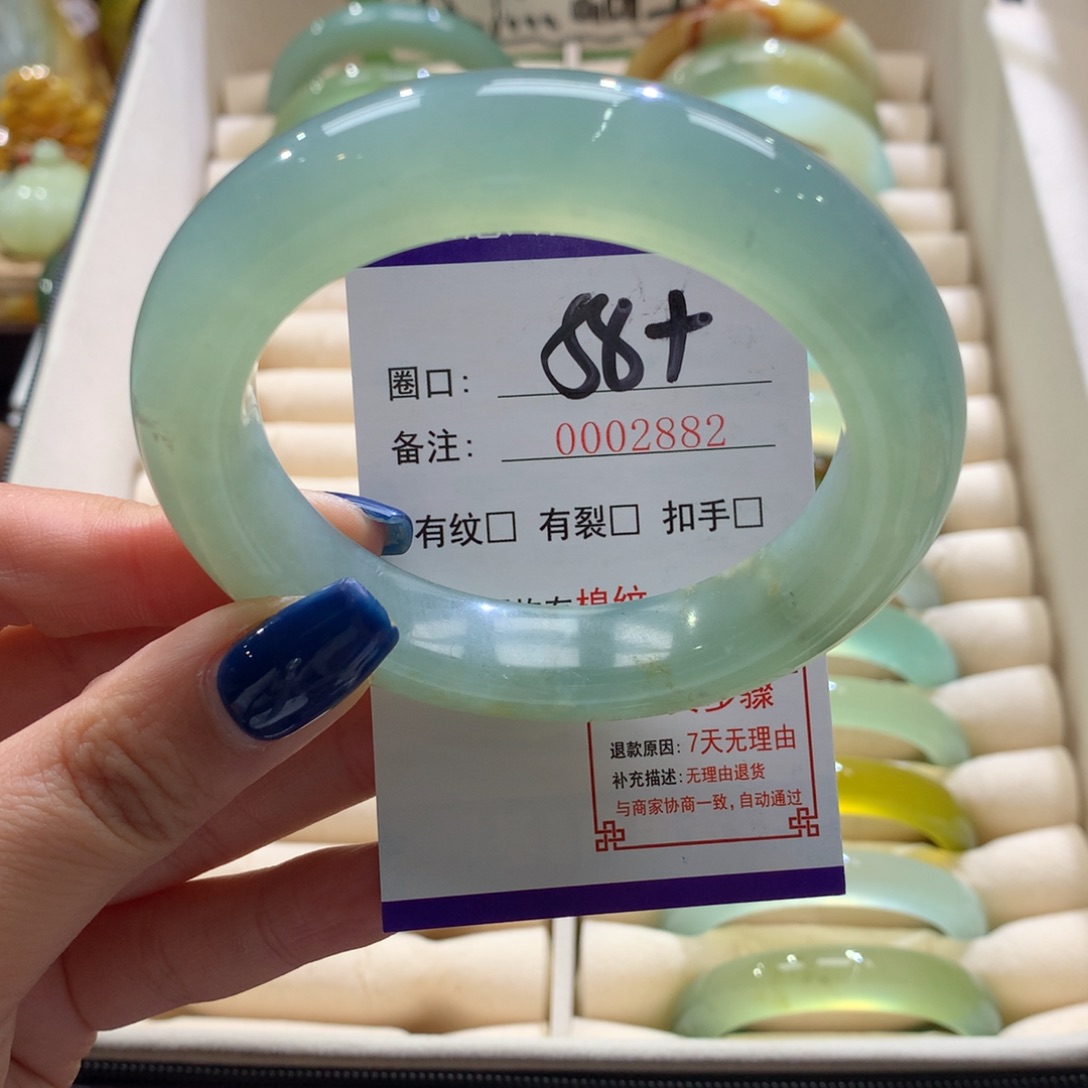 圈口: 58+
备注: 0002882
有纹□ 有裂□ 扣手□
棉纹
步骤
退款原因: 7天无理由
补充描述: 无理由退货
与商家协商一致, 自动通过